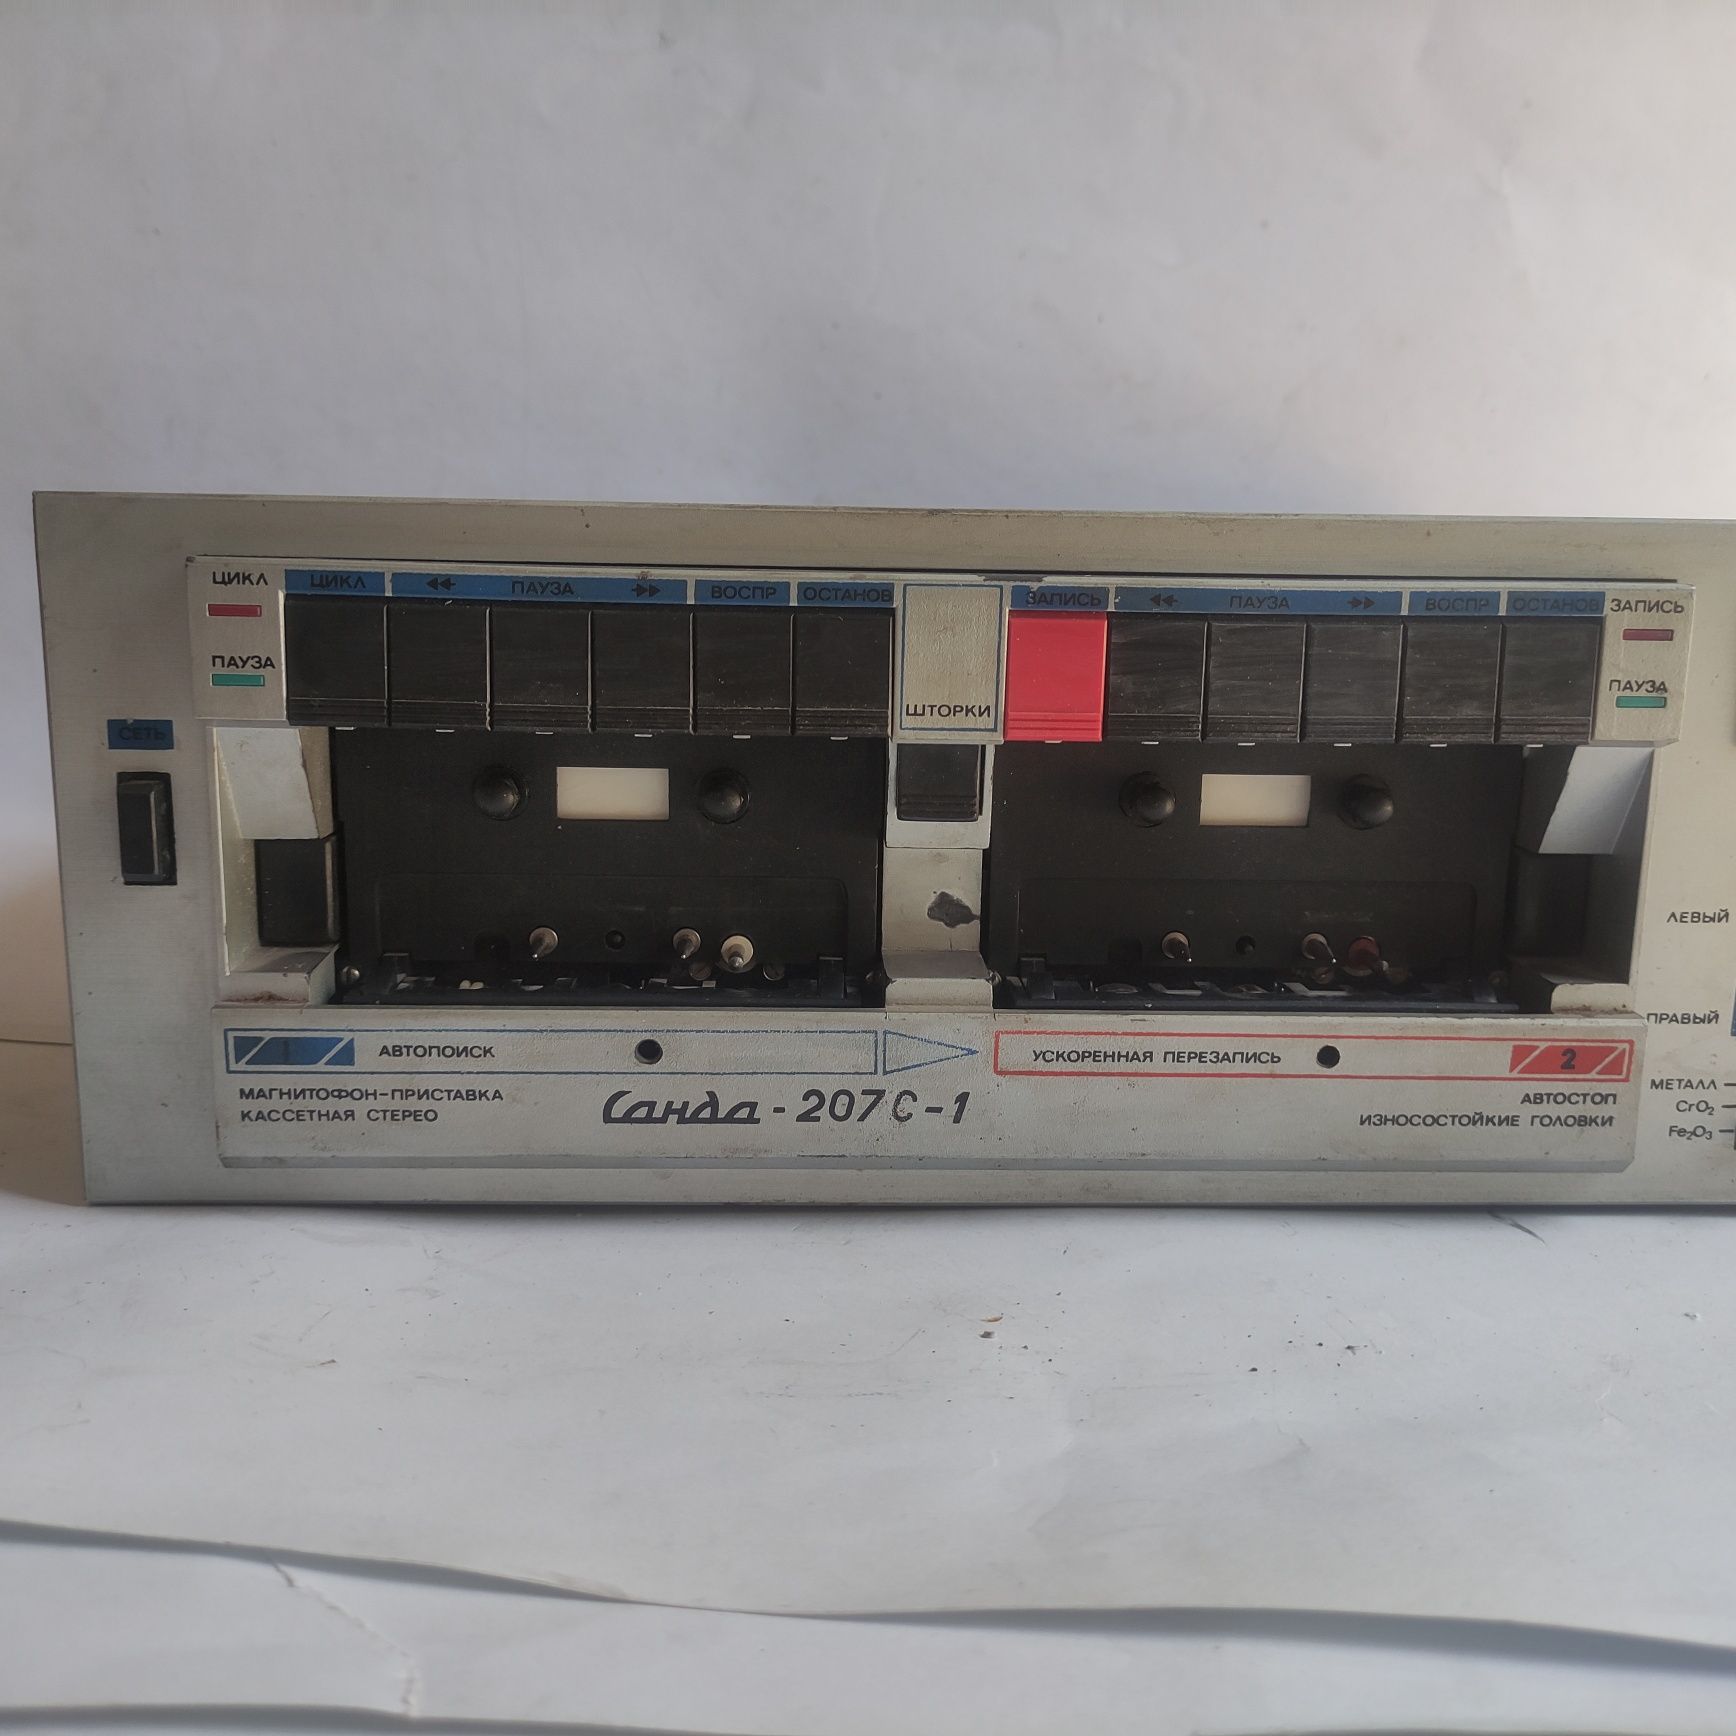 ЦИКЛ
ПАУЗА
СЕТЬ
ЦИКЛ ПАУЗА ВОСПР ОСТАНОВ
ШТОРКИ
ЗАПИСЬ ПАУЗА ВОСПР ОСТАНОВ
ЗАПИСЬ
ПАУЗА
ЛЕВЫЙ
ПРАВЫЙ
МЕТАЛЛ
CrO₂
Fe₂O₃
1 АВТОПОИСК
УСКОРЕННАЯ ПЕРЕЗАПИСЬ 2
МАГНИТОФОН-ПРИСТАВКА
КАССЕТНАЯ СТЕРЕО
Санда - 207С-1
АВТОСТОП
ИЗНОСОСТОЙКИЕ ГОЛОВКИ